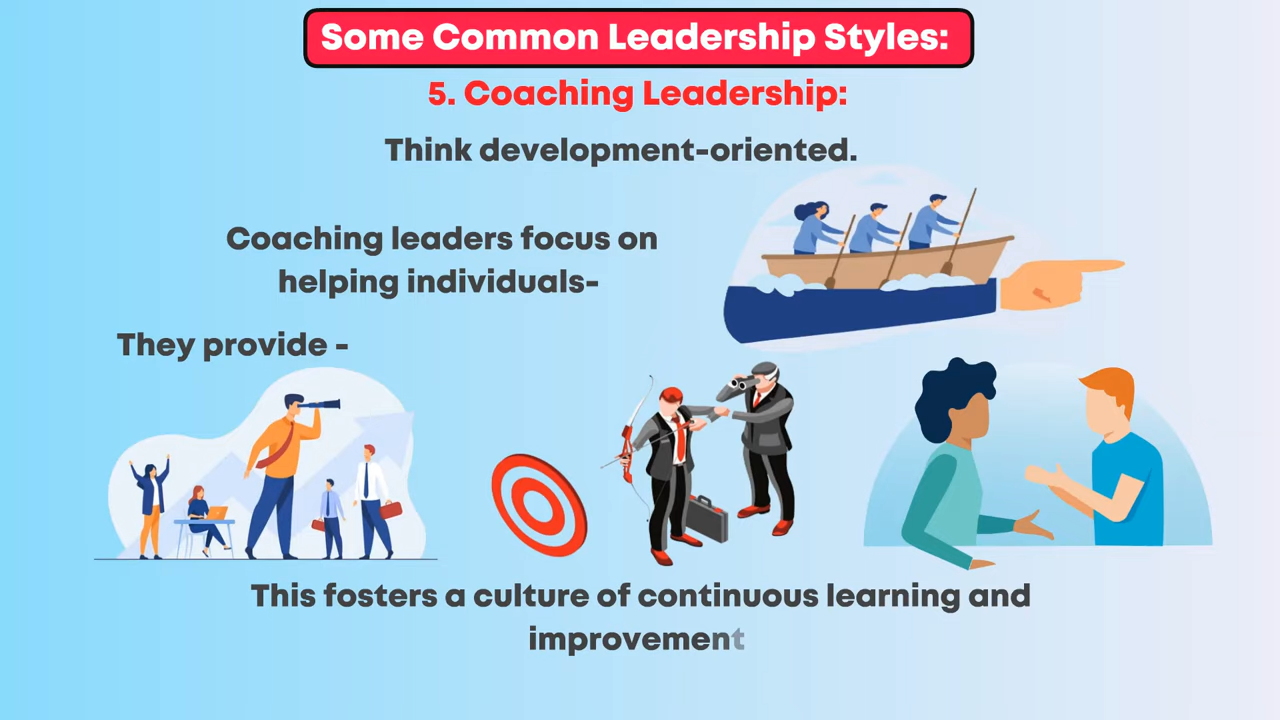 Some Common Leadership Styles:
5. Coaching Leadership:
Think development-oriented.
Coaching leaders focus on
helping individuals-
They provide -
This fosters a culture of continuous learning and
improvement